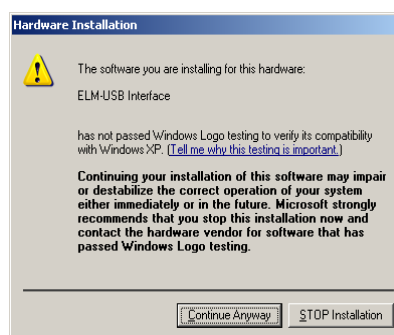 Hardware Installation
The software you are installing for this hardware:
ELM-USB Interface
has not passed Windows Logo testing to verify its compatibility
with Windows XP. (Tell me why this testing is important.)
Continuing your installation of this software may impair
or destabilize the correct operation of your system
either immediately or in the future. Microsoft strongly
recommends that you stop this installation now and
contact the hardware vendor for software that has
passed Windows Logo testing.
Continue Anyway STOP Installation